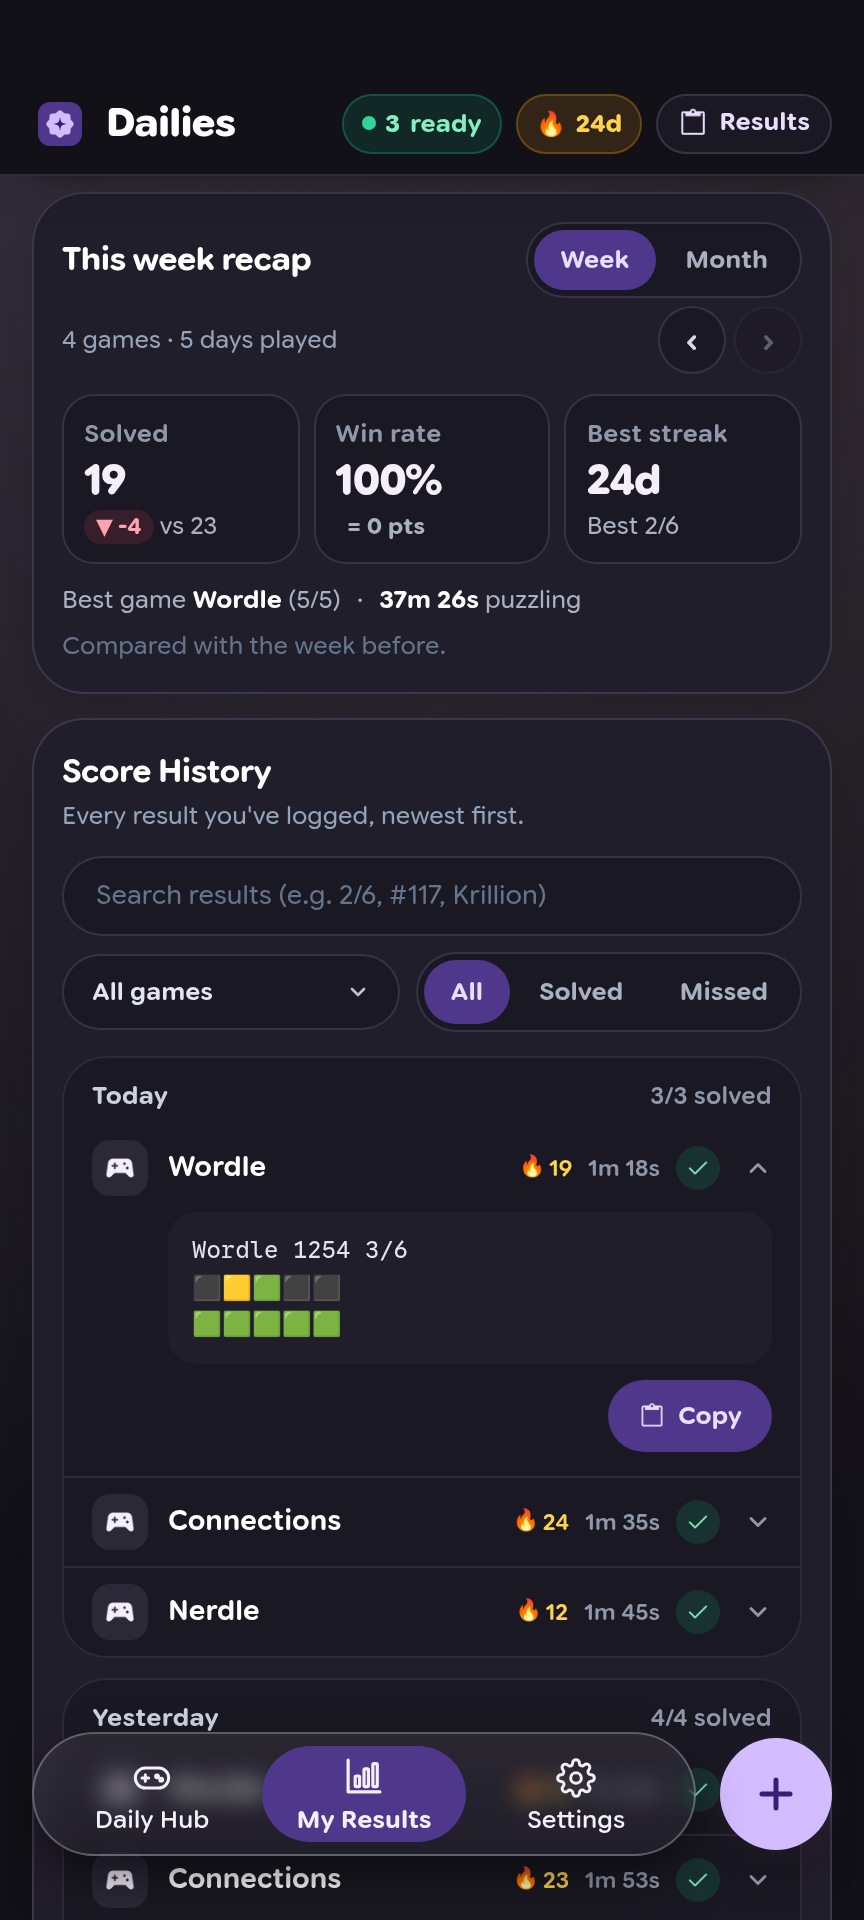 Dailies
3 ready
🔥 24d
Results
This week recap
Week
Month
4 games · 5 days played
Solved
19
▼ -4 vs 23
Win rate
100%
= 0 pts
Best streak
24d
Best 2/6
Best game Wordle (5/5) · 37m 26s puzzling
Compared with the week before.
Score History
Every result you've logged, newest first.
Search results (e.g. 2/6, #117, Krillion)
All games
All
Solved
Missed
Today
3/3 solved
Wordle
🔥 19 1m 18s
Wordle 1254 3/6
⬛🟨🟩⬛⬛
🟩🟩🟩🟩🟩
Copy
Connections
🔥 24 1m 35s
Nerdle
🔥 12 1m 45s
Yesterday
4/4 solved
Daily Hub
My Results
Settings
Connections
🔥 23 1m 53s